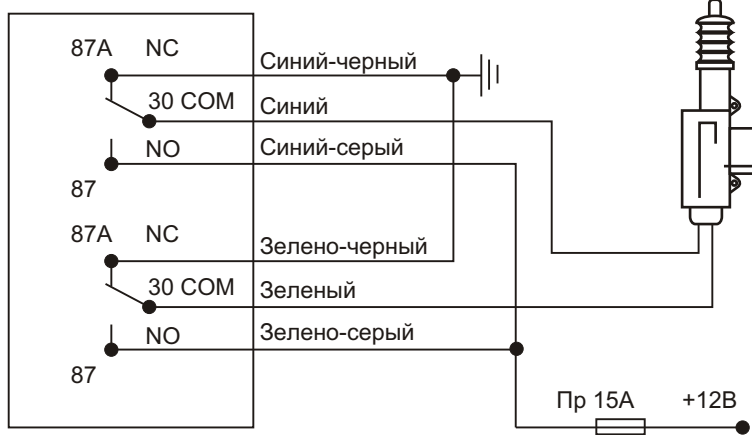 87A NC
Синий-черный
30 COM
Синий
NO
Синий-серый
87
87A NC
Зелено-черный
30 COM
Зеленый
NO
Зелено-серый
87
Пр 15А +12В